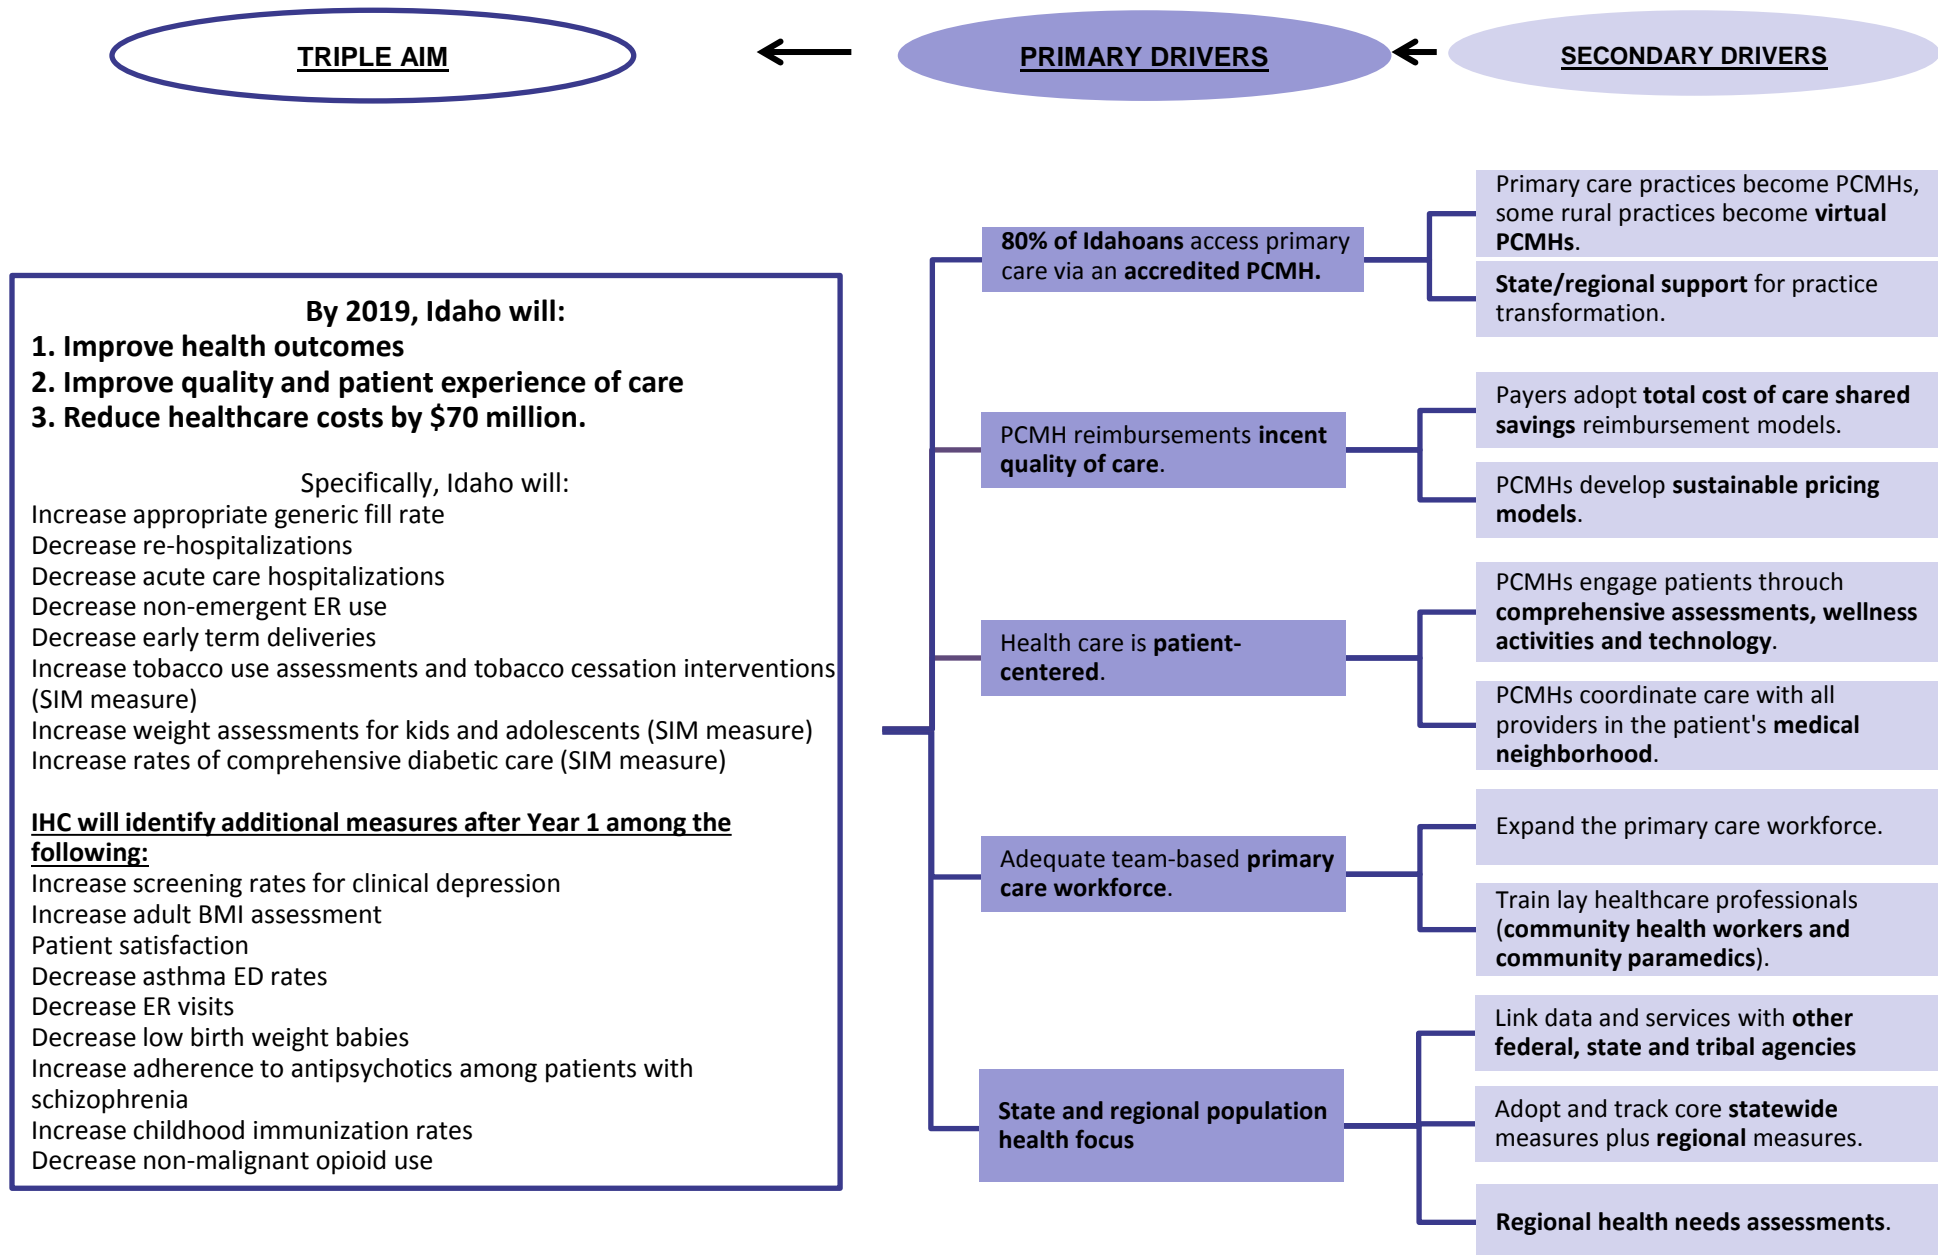 TRIPLE AIM
PRIMARY DRIVERS
SECONDARY DRIVERS
By 2019, Idaho will:
1. Improve health outcomes
2. Improve quality and patient experience of care
3. Reduce healthcare costs by $70 million.
Specifically, Idaho will:
Increase appropriate generic fill rate
Decrease re-hospitalizations
Decrease acute care hospitalizations
Decrease non-emergent ER use
Decrease early term deliveries
Increase tobacco use assessments and tobacco cessation interventions
(SIM measure)
Increase weight assessments for kids and adolescents (SIM measure)
Increase rates of comprehensive diabetic care (SIM measure)
IHC will identify additional measures after Year 1 among the
following:
Increase screening rates for clinical depression
Increase adult BMI assessment
Patient satisfaction
Decrease asthma ED rates
Decrease ER visits
Decrease low birth weight babies
Increase adherence to antipsychotics among patients with
schizophrenia
Increase childhood immunization rates
Decrease non-malignant opioid use
80% of Idahoans access primary
care via an accredited PCMH.
PCMH reimbursements incent
quality of care.
Health care is patient-
centered.
Adequate team-based primary
care workforce.
State and regional population
health focus
Primary care practices become PCMHs,
some rural practices become virtual
PCMHs.
State/regional support for practice
transformation.
Payers adopt total cost of care shared
savings reimbursement models.
PCMHs develop sustainable pricing
models.
PCMHs engage patients throuch
comprehensive assessments, wellness
activities and technology.
PCMHs coordinate care with all
providers in the patient's medical
neighborhood.
Expand the primary care workforce.
Train lay healthcare professionals
(community health workers and
community paramedics).
Link data and services with other
federal, state and tribal agencies
Adopt and track core statewide
measures plus regional measures.
Regional health needs assessments.